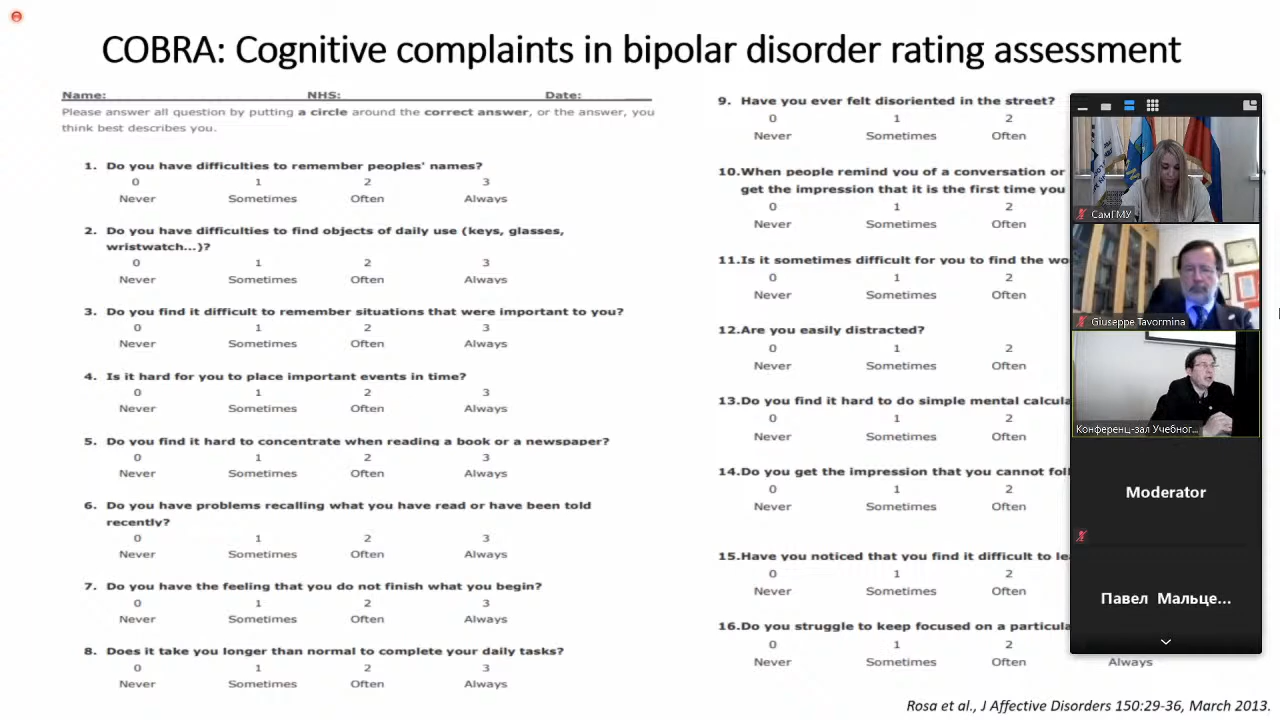 COBRA: Cognitive complaints in bipolar disorder rating assessment
Name: NHS: Date:
Please answer all question by putting a circle around the correct answer, or the answer, you
think best describes you.
1. Do you have difficulties to remember peoples' names?
0 1 2 3
Never Sometimes Often Always
2. Do you have difficulties to find objects of daily use (keys, glasses,
wristwatch...)?
0 1 2 3
Never Sometimes Often Always
3. Do you find it difficult to remember situations that were important to you?
0 1 2 3
Never Sometimes Often Always
4. Is it hard for you to place important events in time?
0 1 2 3
Never Sometimes Often Always
5. Do you find it hard to concentrate when reading a book or a newspaper?
0 1 2 3
Never Sometimes Often Always
6. Do you have problems recalling what you have read or have been told
recently?
0 1 2 3
Never Sometimes Often Always
7. Do you have the feeling that you do not finish what you begin?
0 1 2 3
Never Sometimes Often Always
8. Does it take you longer than normal to complete your daily tasks?
0 1 2 3
Never Sometimes Often Always
9. Have you ever felt disoriented in the street?
0 1 2
Never Sometimes Often
10.When people remind you of a conversation or
get the impression that it is the first time you
0 1 2
Never Sometimes Often
11.Is it sometimes difficult for you to find the
0 1 2
Never Sometimes Often
12.Are you easily distracted?
0 1 2
Never Sometimes Often
13.Do you find it hard to do simple mental
0 1 2
Never Sometimes Often
14.Do you get the impression that you cannot
0 1 2
Never Sometimes Often
15.Have you noticed that you find it difficult to
0 1 2
Never Sometimes Often
16.Do you struggle to keep focused on a
0 1 2
Never Sometimes Often Always
Rosa et al., J Affective Disorders 150:29-36, March 2013.
СамГМУ
Giuseppe Tavormina
Конференц-зал Учебног...
Moderator
Павел Мальце...